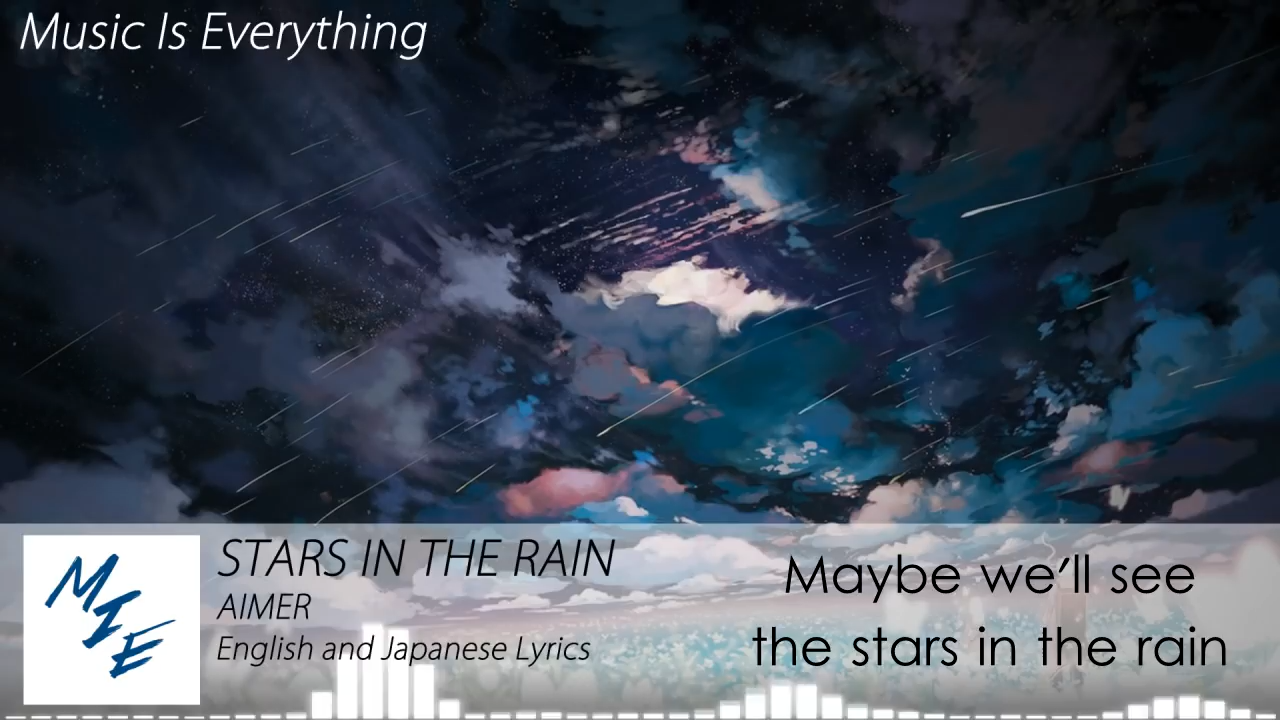 Music Is Everything
STARS IN THE RAIN
AIMER
English and Japanese Lyrics
MIE
Maybe we'll see
the stars in the rain